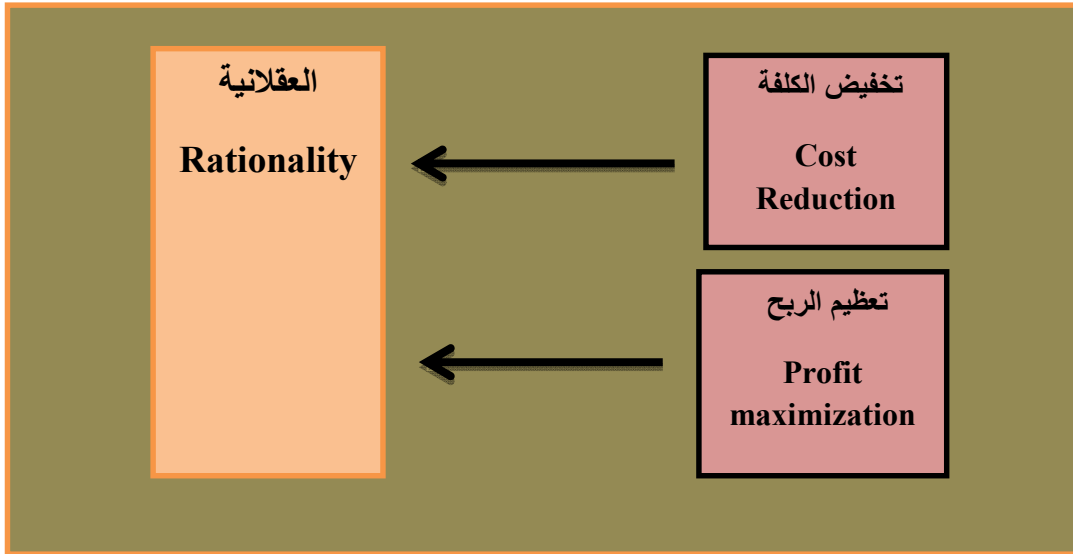 العقلانية
Rationality
تخفيض الكلفة
Cost
Reduction
تعظيم الربح
Profit
maximization